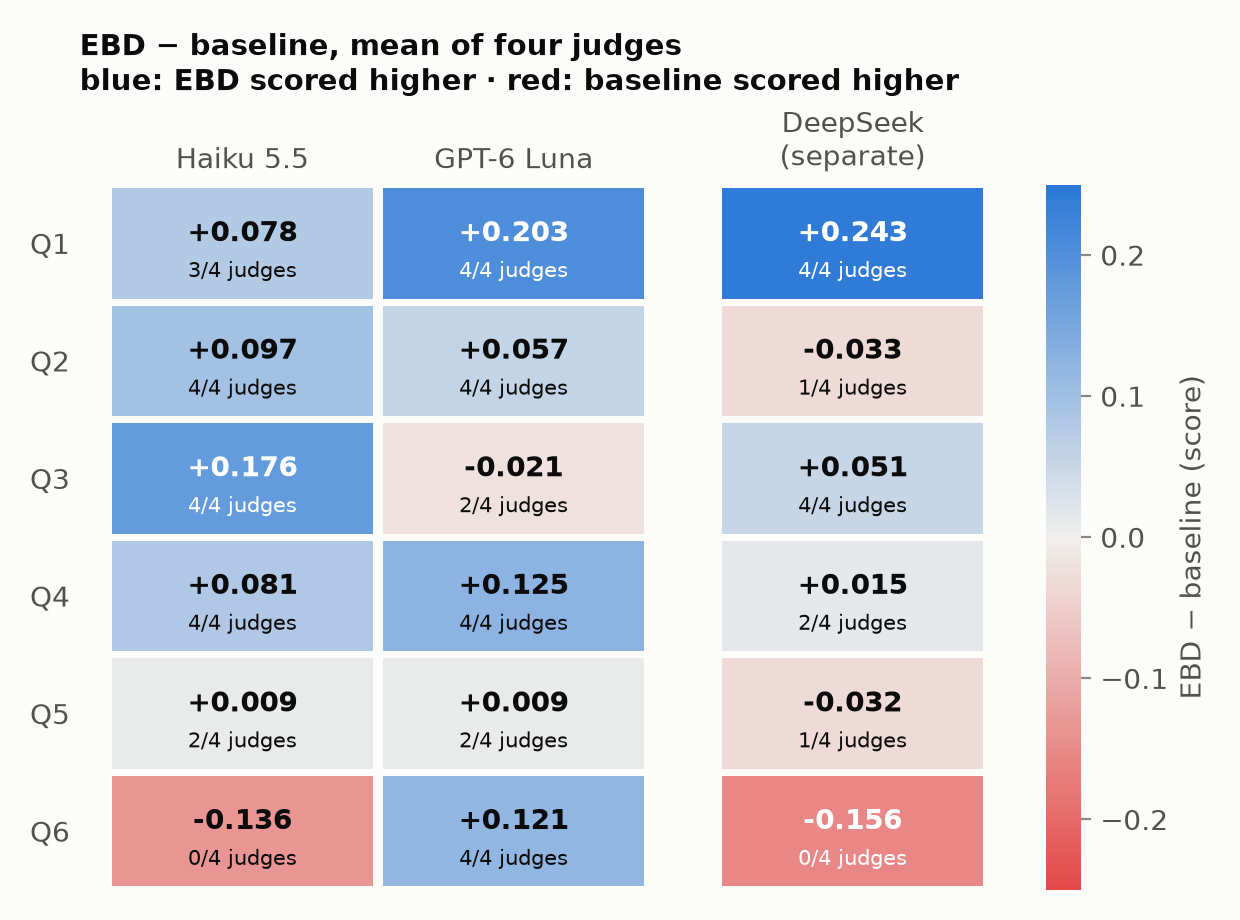 EBD − baseline, mean of four judges
blue: EBD scored higher · red: baseline scored higher
Haiku 5.5
GPT-6 Luna
DeepSeek
(separate)
Q1
+0.078
3/4 judges
+0.203
4/4 judges
+0.243
4/4 judges
Q2
+0.097
4/4 judges
+0.057
4/4 judges
-0.033
1/4 judges
Q3
+0.176
4/4 judges
-0.021
2/4 judges
+0.051
4/4 judges
Q4
+0.081
4/4 judges
+0.125
4/4 judges
+0.015
2/4 judges
Q5
+0.009
2/4 judges
+0.009
2/4 judges
-0.032
1/4 judges
Q6
-0.136
0/4 judges
+0.121
4/4 judges
-0.156
0/4 judges
0.2
0.1
0.0
−0.1
−0.2
EBD − baseline (score)